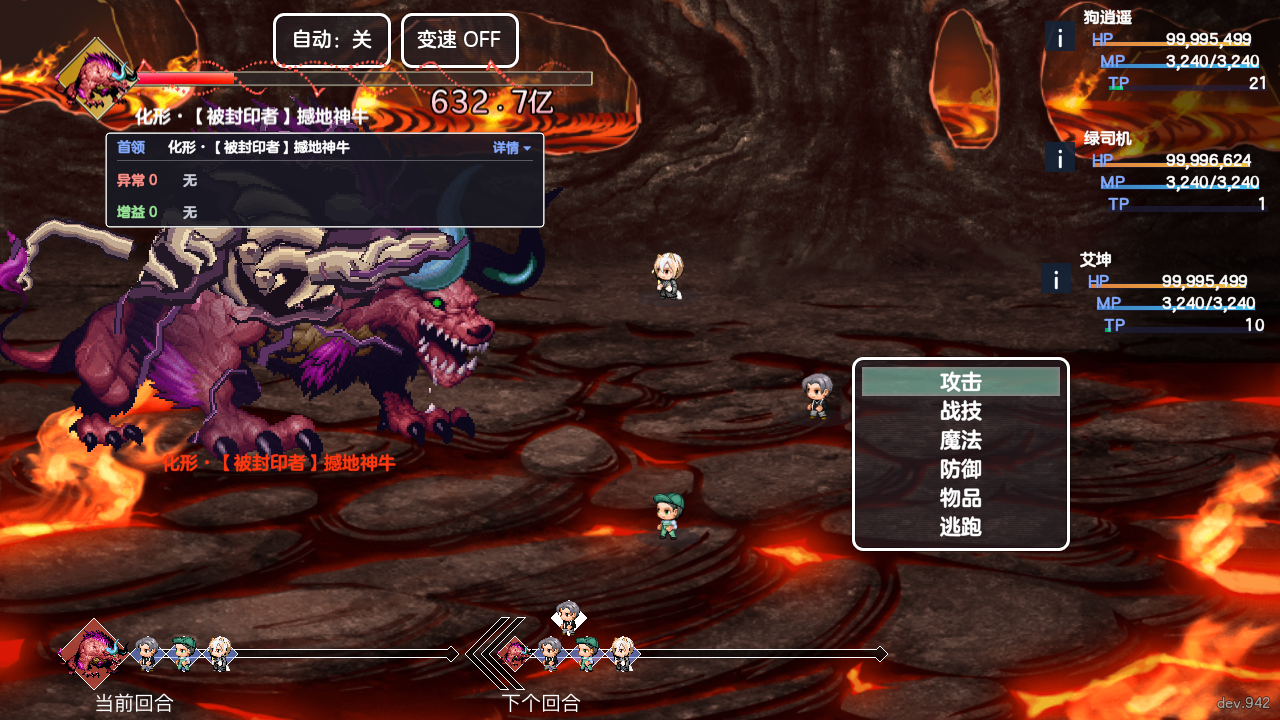 自动：关
变速 OFF
632.7亿
化形·【被封印者】撼地神牛
首领 化形·【被封印者】撼地神牛 详情
异常 0 无
增益 0 无
化形·【被封印者】撼地神牛
狗逍遥
i
HP 99,995,499
MP 3,240/3,240
TP 21
绿司机
i
HP 99,996,624
MP 3,240/3,240
TP 1
艾坤
i
HP 99,995,499
MP 3,240/3,240
TP 10
攻击
战技
魔法
防御
物品
逃跑
当前回合
下个回合
dev.942